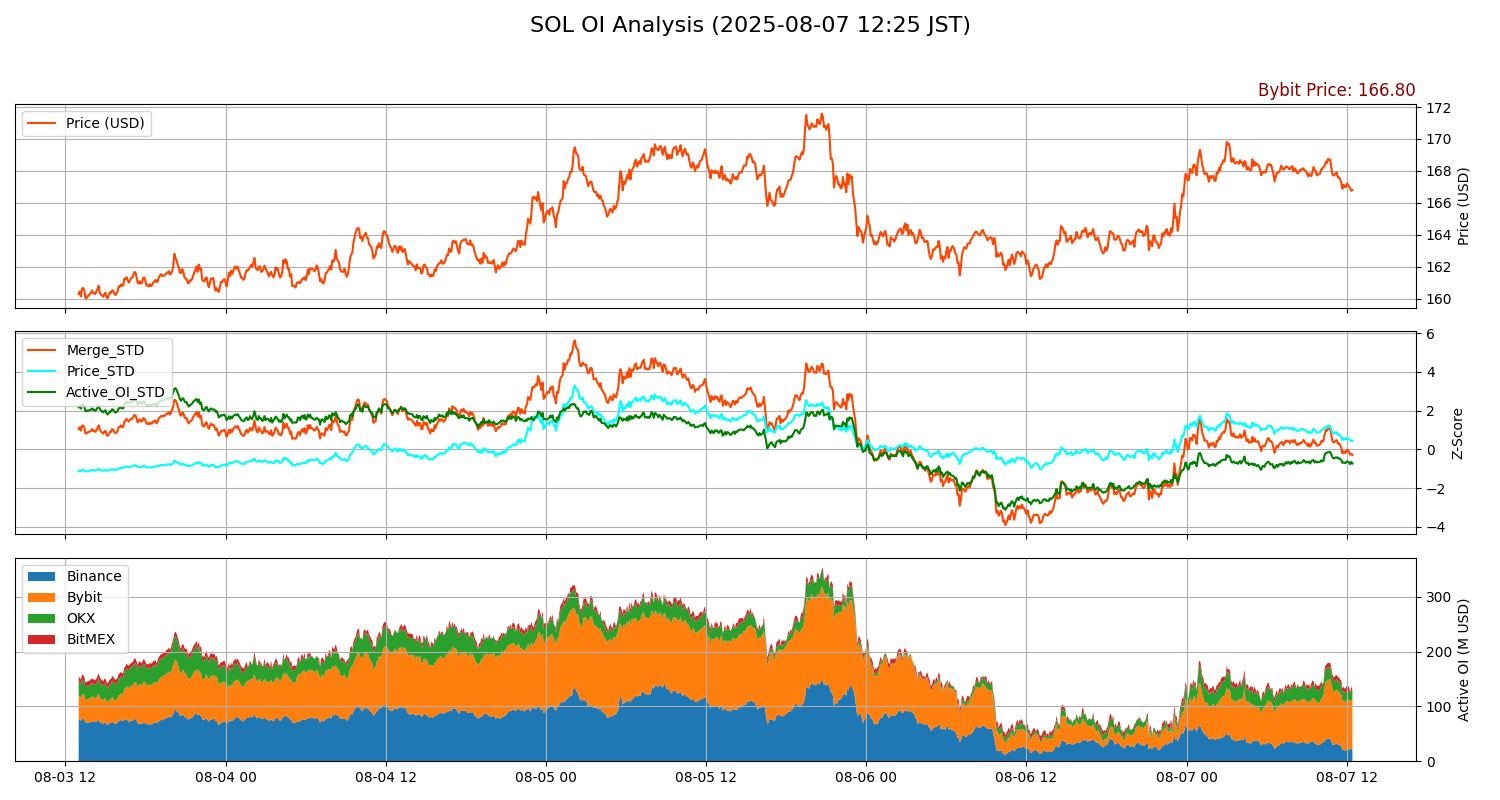 SOL OI Analysis (2025-08-07 12:25 JST)
Bybit Price: 166.80
Price (USD)
172
170
168
166
164
162
160
Price (USD)
Merge_STD
Price_STD
Active_OI_STD
6
4
2
0
−2
−4
Z-Score
Binance
Bybit
OKX
BitMEX
300
200
100
0
Active OI (M USD)
08-03 12
08-04 00
08-04 12
08-05 00
08-05 12
08-06 00
08-06 12
08-07 00
08-07 12